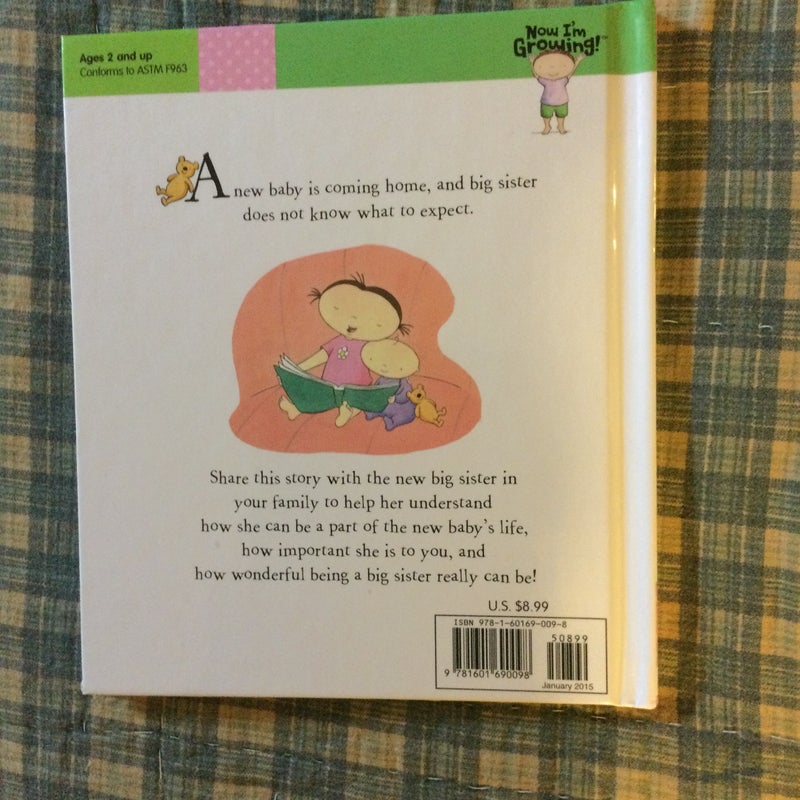 Ages 2 and up
Conforms to ASTM F963
Now I'm
Growing!™
A new baby is coming home, and big sister
does not know what to expect.
Share this story with the new big sister in
your family to help her understand
how she can be a part of the new baby's life,
how important she is to you, and
how wonderful being a big sister really can be!
U.S. $8.99
ISBN 978-1-60169-009-8
50899
9 781601 690098
January 2015